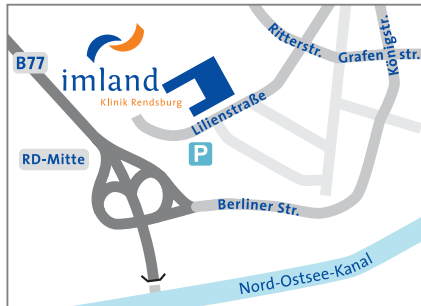 B77
imland
Klinik Rendsburg
Ritterstr.
Grafenstr.
Königstr.
Lilienstraße
P
RD-Mitte
Berliner Str.
Nord-Ostsee-Kanal